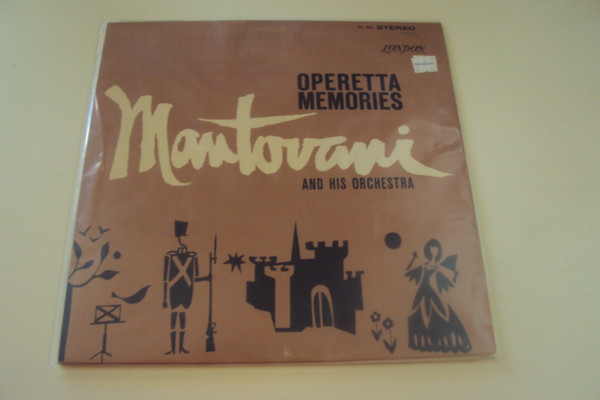 STEREO
LONDON
OPERETTA
MEMORIES
Mantovani
AND HIS ORCHESTRA